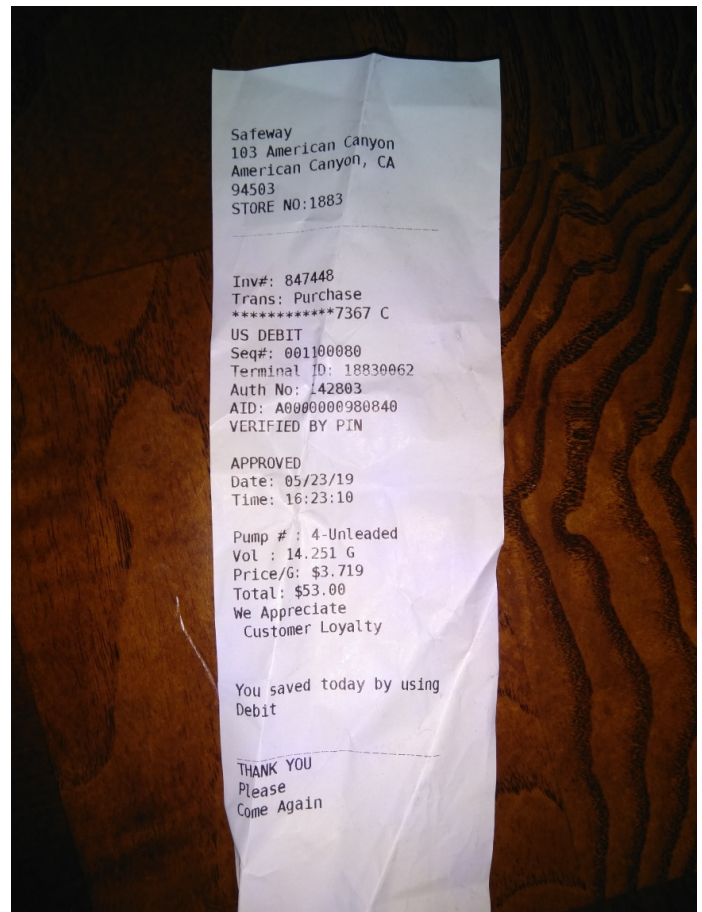 Safeway
103 American Canyon
American Canyon, CA
94503
STORE NO:1883
Inv#: 847448
Trans: Purchase
************7367 C
US DEBIT
Seq#: 001100080
Terminal ID: 18830062
Auth No: 142803
AID: A0000000980840
VERIFIED BY PIN
APPROVED
Date: 05/23/19
Time: 16:23:10
Pump # : 4-Unleaded
Vol : 14.251 G
Price/G: $3.719
Total: $53.00
We Appreciate
Customer Loyalty
You saved today by using
Debit
THANK YOU
Please
Come Again